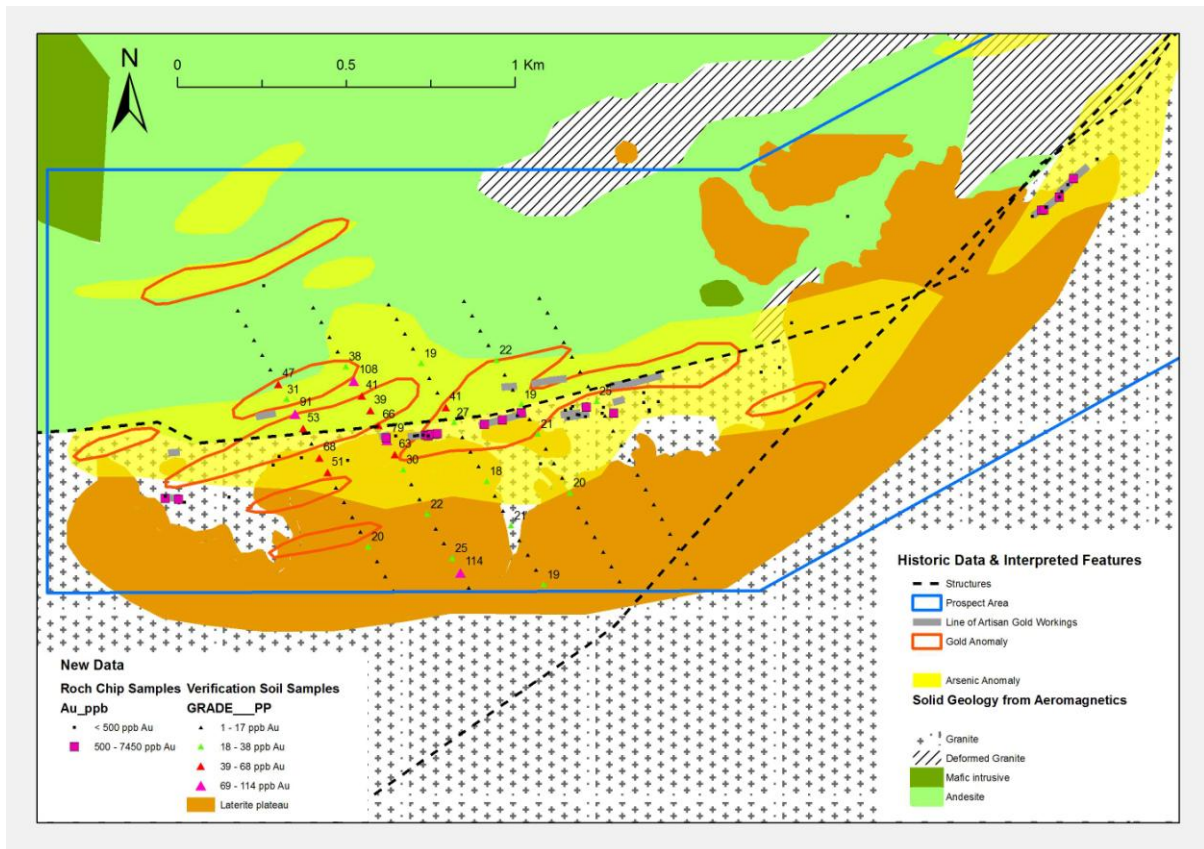 N
0
0.5
1 Km
38
108
41
39
66
79
63
30
19
22
47
31
91
53
68
51
41
27
19
25
21
18
20
22
21
20
25
114
19
New Data
Roch Chip Samples
Au_ppb
< 500 ppb Au
500 - 7450 ppb Au
Verification Soil Samples
GRADE___PP
1 - 17 ppb Au
18 - 38 ppb Au
39 - 68 ppb Au
69 - 114 ppb Au
Laterite plateau
Historic Data & Interpreted Features
Structures
Prospect Area
Line of Artisan Gold Workings
Gold Anomaly
Arsenic Anomaly
Solid Geology from Aeromagnetics
Granite
Deformed Granite
Mafic intrusive
Andesite